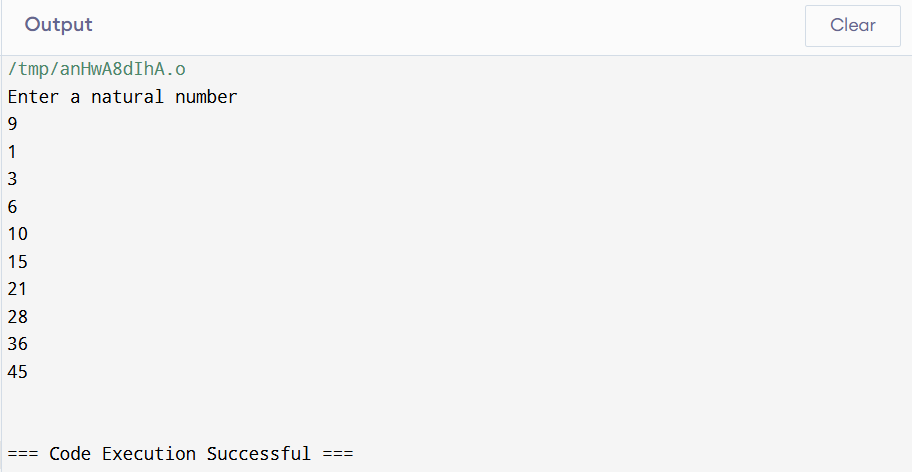 Output
Clear
/tmp/anHwA8dIhA.o
Enter a natural number
9
1
3
6
10
15
21
28
36
45
=== Code Execution Successful ===